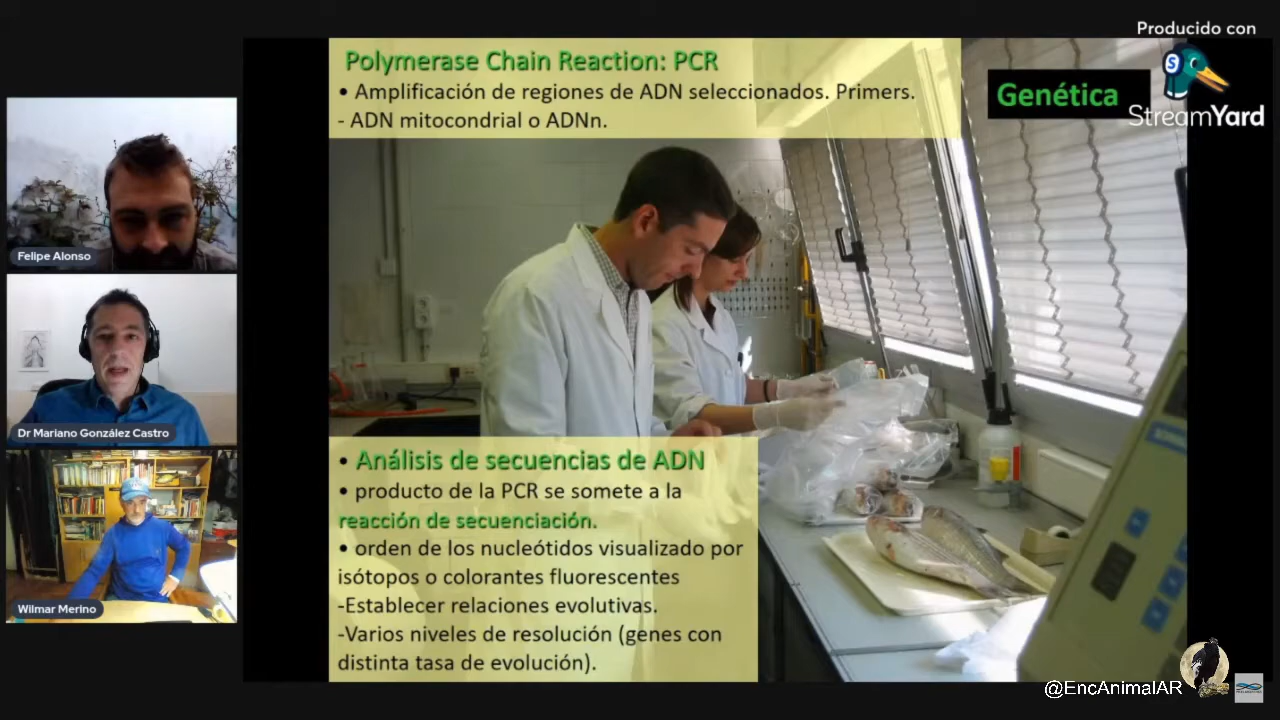 Producido con
StreamYard
Polymerase Chain Reaction: PCR
• Amplificación de regiones de ADN seleccionados. Primers.
- ADN mitocondrial o ADNn.
Genética
Felipe Alonso
Dr Mariano González Castro
Wilmar Merino
• Análisis de secuencias de ADN
• producto de la PCR se somete a la
reacción de secuenciación.
• orden de los nucleótidos visualizado por
isótopos o colorantes fluorescentes
-Establecer relaciones evolutivas.
-Varios niveles de resolución (genes con
distinta tasa de evolución).
@EncAnimalAR